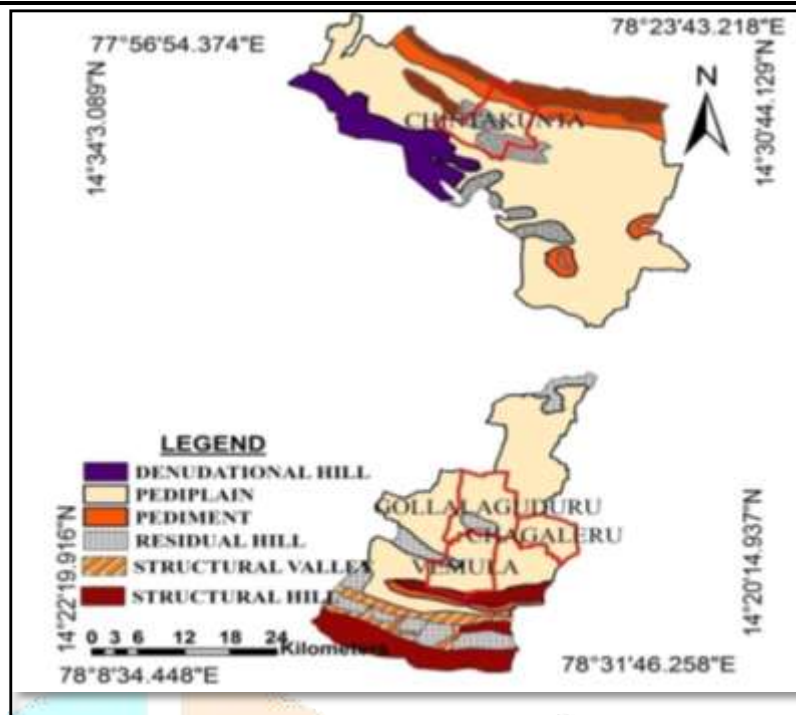 77°56'54.374"E
78°23'43.218"E
14°34'3.089"N
14°30'44.129"N
N
CHINTAKUNTA
LEGEND
DENUDATIONAL HILL
PEDIPLAIN
PEDIMENT
RESIDUAL HILL
STRUCTURAL VALLEY
STRUCTURAL HILL
GOLLALAGUDURU
CHAGALERU
VEMULA
14°22'19.916"N
14°20'14.937"N
0 3 6 12 18 24
Kilometers
78°8'34.448"E
78°31'46.258"E